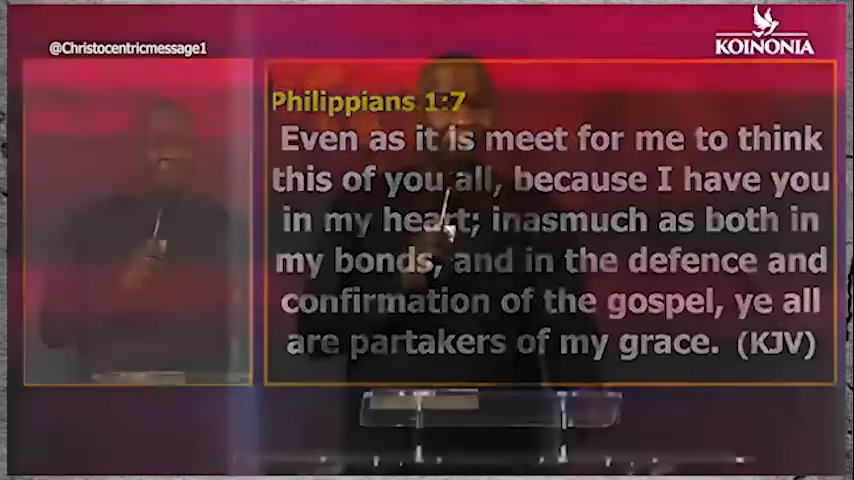 @Christocentricmessage1
KOINONIA
Philippians 1:7
Even as it is meet for me to think
this of you all, because I have you
in my heart; inasmuch as both in
my bonds, and in the defence and
confirmation of the gospel, ye all
are partakers of my grace. (KJV)